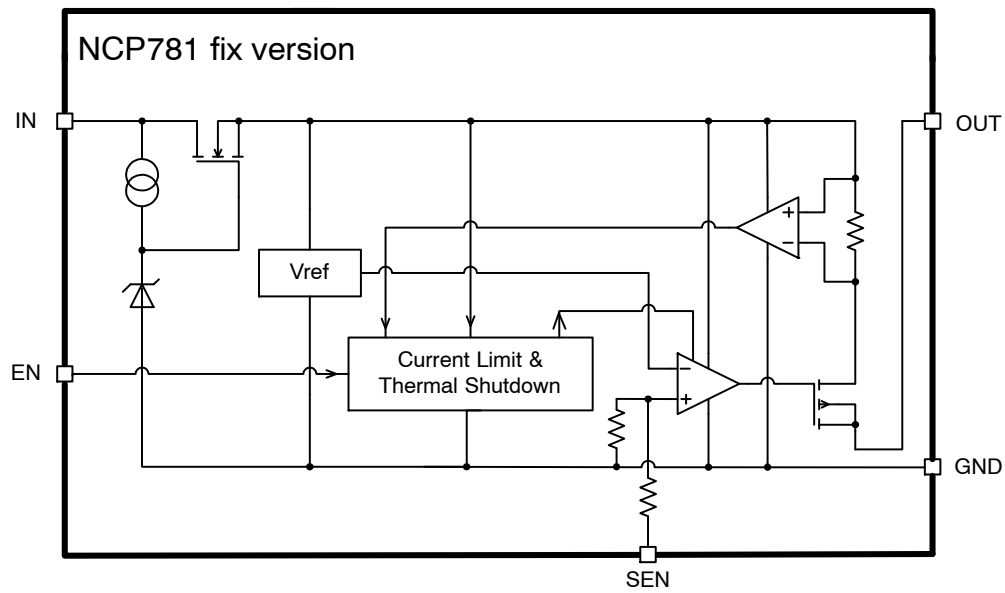 NCP781 fix version
IN
OUT
+
−
Vref
Current Limit &
Thermal Shutdown
EN
−
+
GND
SEN